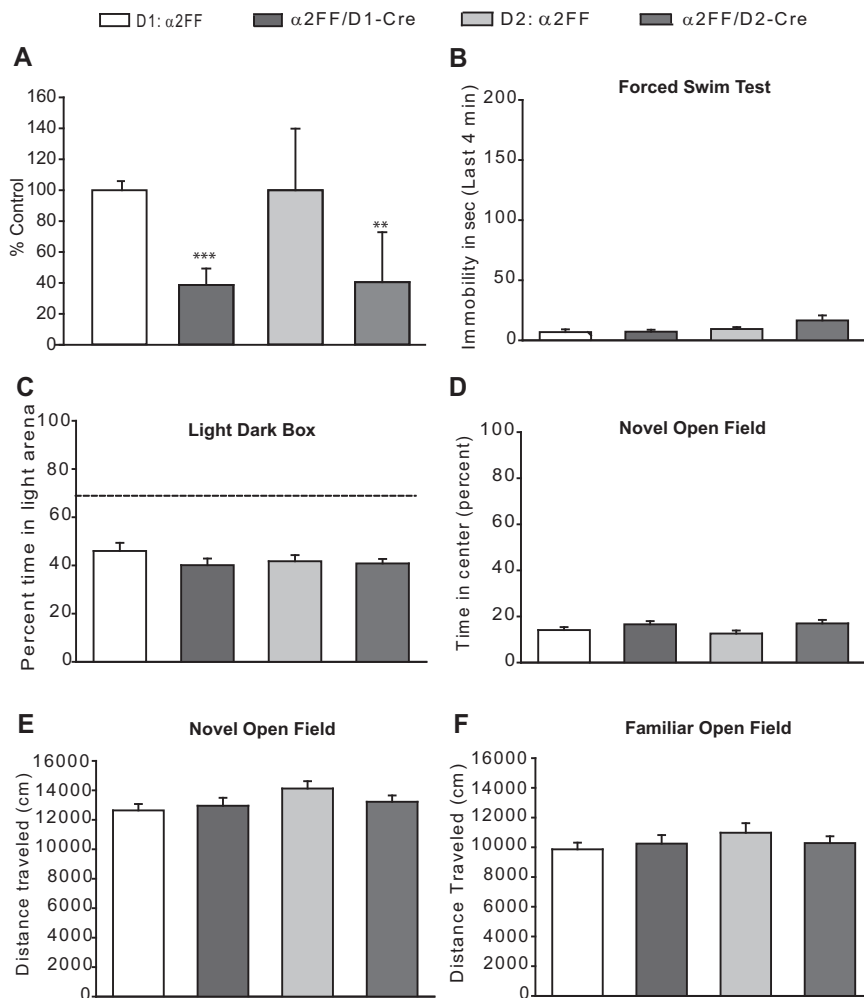 D1: α2FF α2FF/D1-Cre D2: α2FF α2FF/D2-Cre
A
160
140
120
100
80
60
40
20
0
% Control
***
**
B
Forced Swim Test
200
150
100
50
0
Immobility in sec (Last 4 min)
C
Light Dark Box
100
80
60
40
20
0
Percent time in light arena
D
Novel Open Field
100
80
60
40
20
0
Time in center (percent)
E
Novel Open Field
16000
14000
12000
10000
8000
6000
4000
2000
0
Distance traveled (cm)
F
Familiar Open Field
16000
14000
12000
10000
8000
6000
4000
2000
0
Distance Traveled (cm)